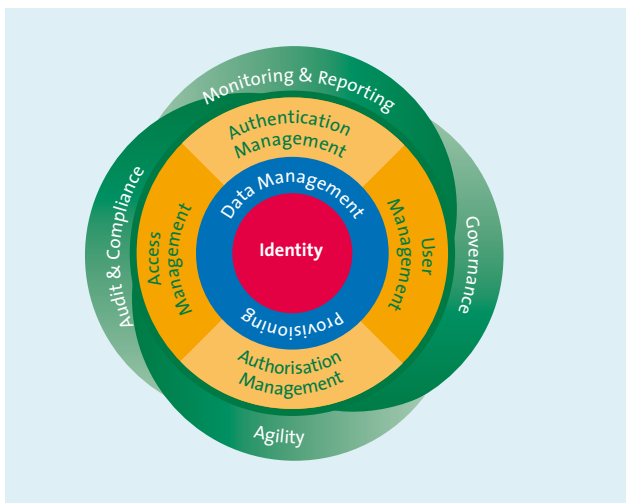 Monitoring & Reporting
Authentication
Management
Data Management
Audit & Compliance
Access
Management
Identity
User
Management
Governance
Provisioning
Authorisation
Management
Agility